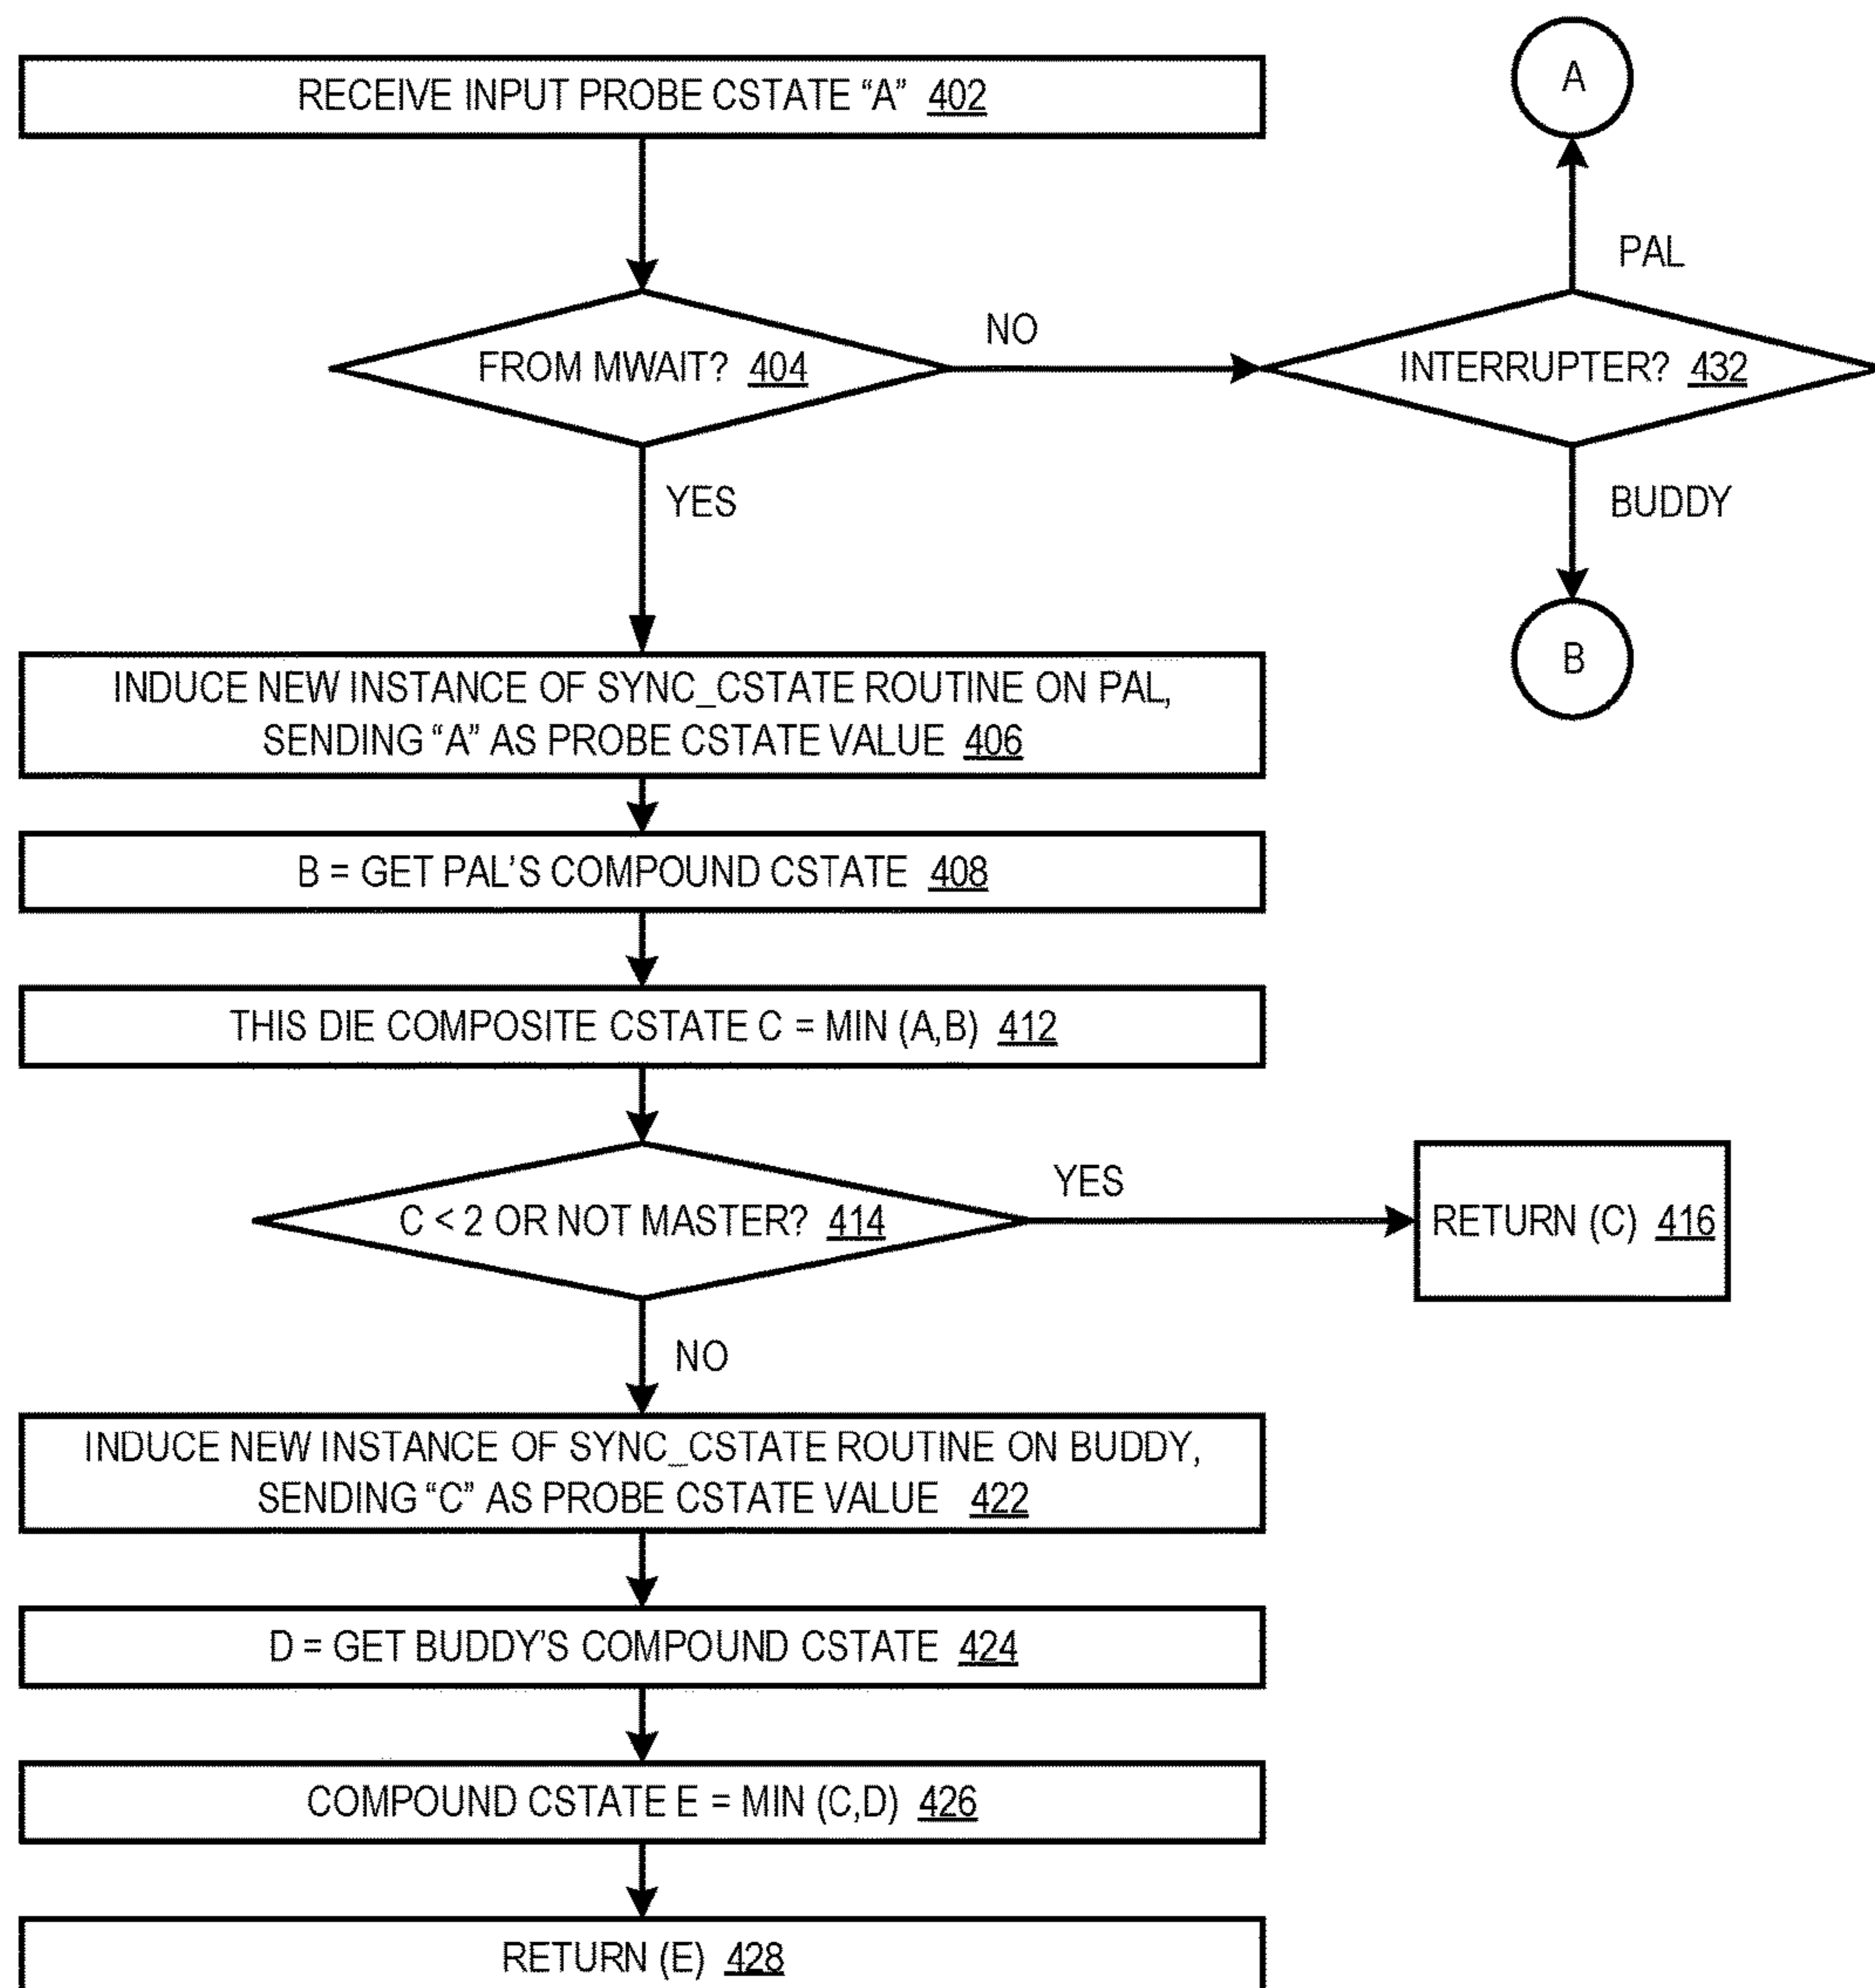 RECEIVE INPUT PROBE CSTATE “A” 402
A
PAL
FROM MWAIT? 404
NO
INTERRUPTER? 432
YES
BUDDY
B
INDUCE NEW INSTANCE OF SYNC_CSTATE ROUTINE ON PAL,
SENDING “A” AS PROBE CSTATE VALUE 406
B = GET PAL’S COMPOUND CSTATE 408
THIS DIE COMPOSITE CSTATE C = MIN (A,B) 412
C < 2 OR NOT MASTER? 414
YES
RETURN (C) 416
NO
INDUCE NEW INSTANCE OF SYNC_CSTATE ROUTINE ON BUDDY,
SENDING “C” AS PROBE CSTATE VALUE 422
D = GET BUDDY’S COMPOUND CSTATE 424
COMPOUND CSTATE E = MIN (C,D) 426
RETURN (E) 428